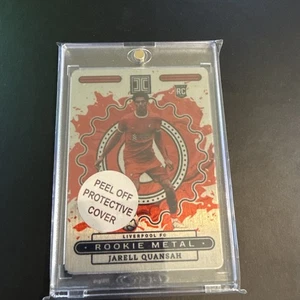 RC
PEEL OFF
PROTECTIVE
COVER
LIVERPOOL FC
ROOKIE METAL
JARELL QUANSAH